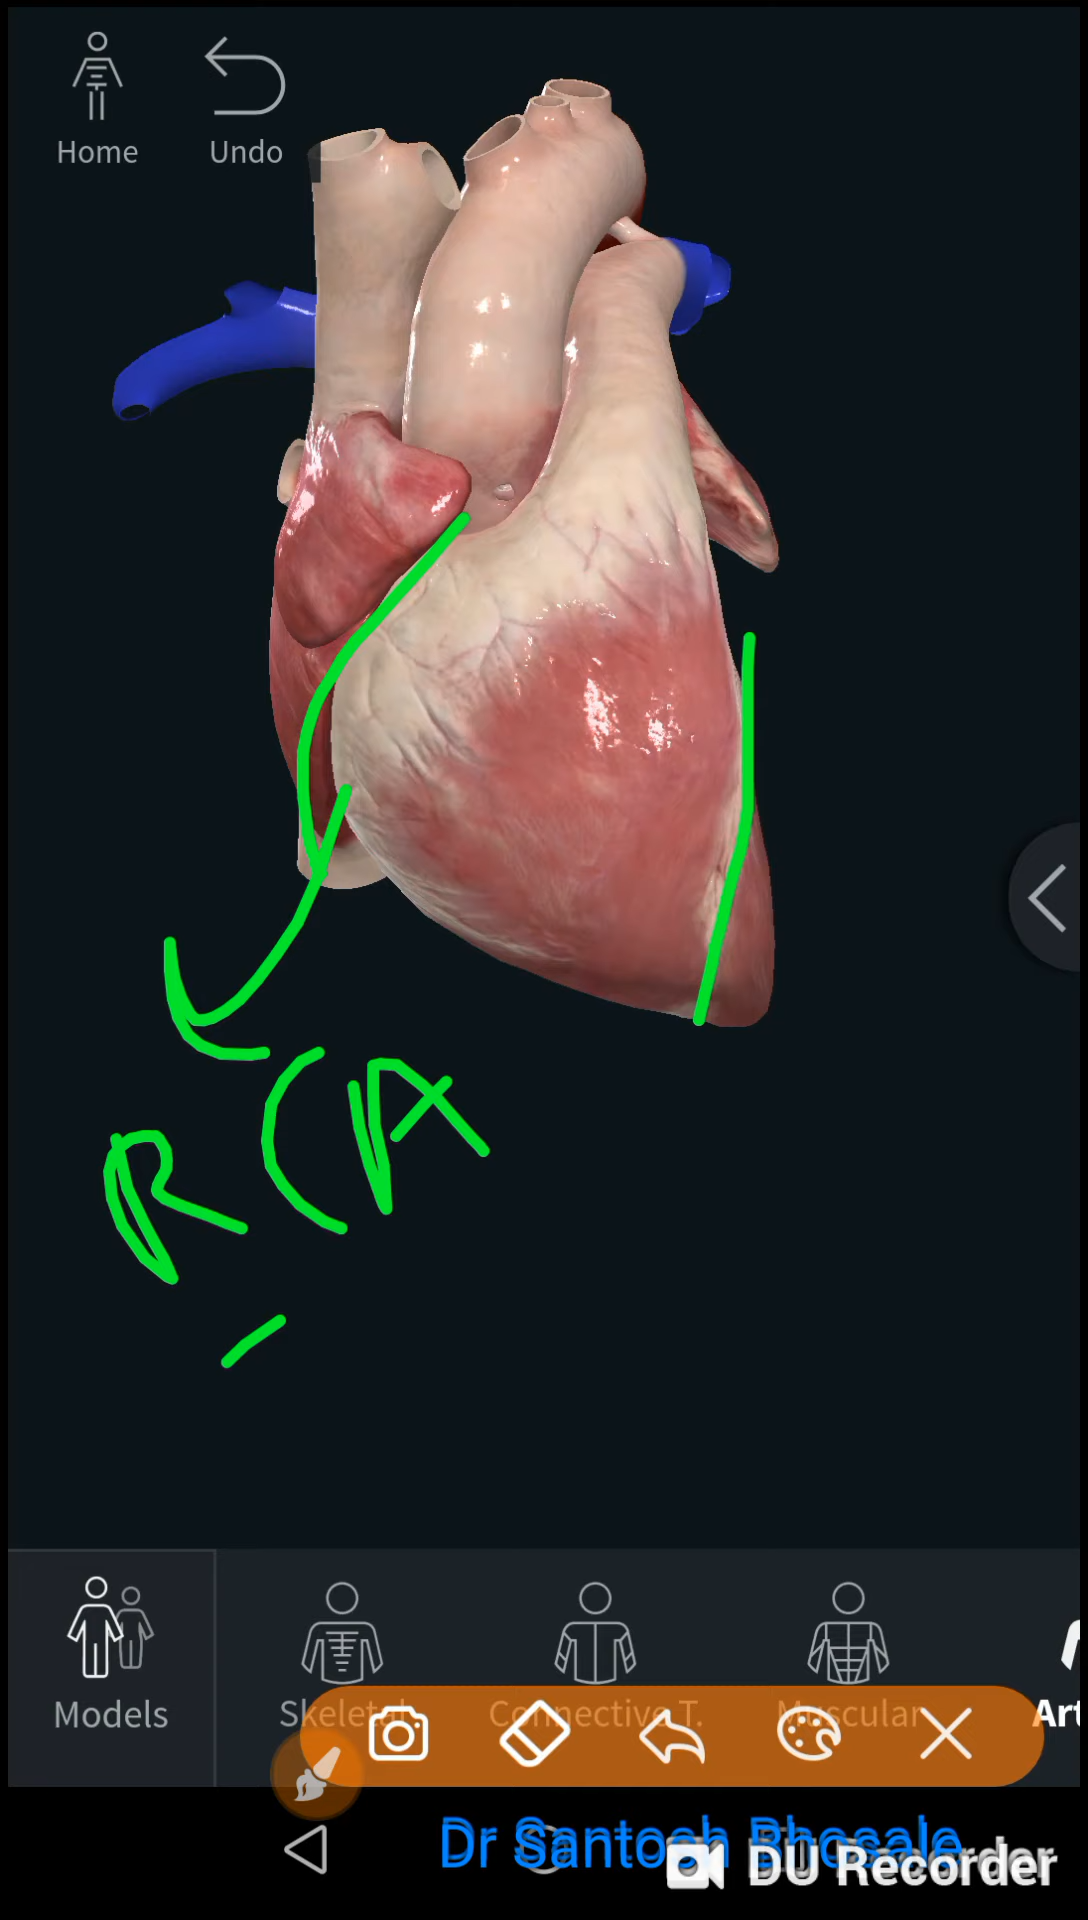 Home Undo
RCA
Models Skeletal Connective T. Muscular Art
Dr Santosh Bhosale
DU Recorder